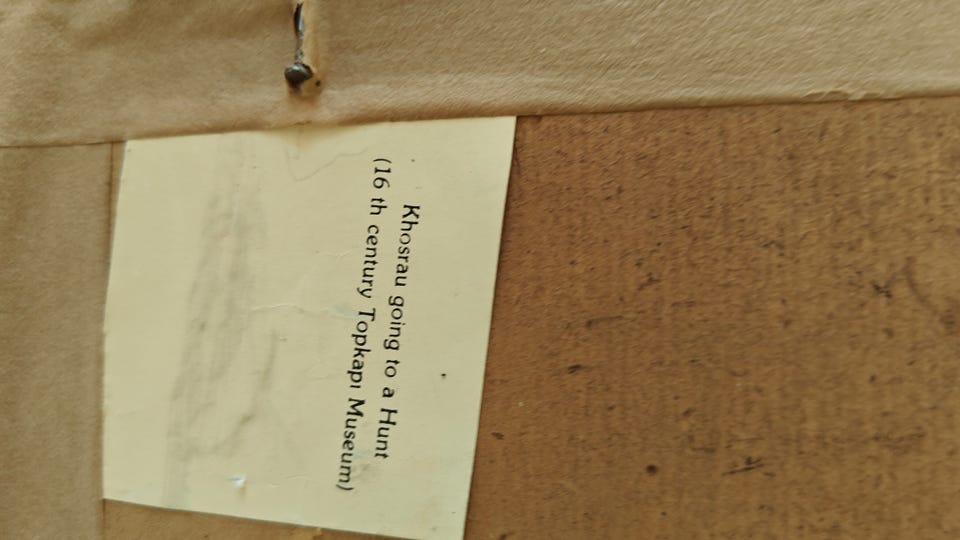 Khosrau going to a Hunt
(16 th century Topkapı Museum)